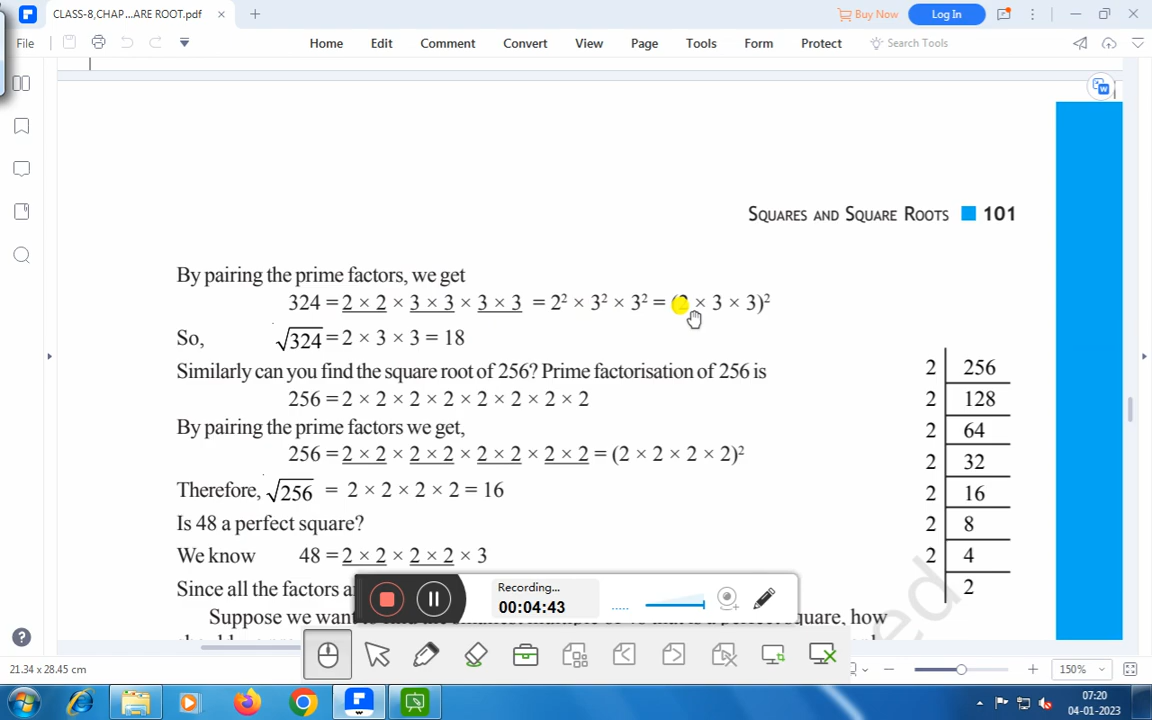 CLASS-8,CHAP ...ARE ROOT.pdf
Buy Now
Log In
File
Home
Edit
Comment
Convert
View
Page
Tools
Form
Protect
Search Tools
SQUARES AND SQUARE ROOTS 101
By pairing the prime factors, we get
324 = 2 × 2 × 3 × 3 × 3 × 3 = 2² × 3² × 3² = (2 × 3 × 3)²
So, √324 = 2 × 3 × 3 = 18
Similarly can you find the square root of 256? Prime factorisation of 256 is
256 = 2 × 2 × 2 × 2 × 2 × 2 × 2 × 2
By pairing the prime factors we get,
256 = 2 × 2 × 2 × 2 × 2 × 2 × 2 × 2 = (2 × 2 × 2 × 2)²
Therefore, √256 = 2 × 2 × 2 × 2 = 16
Is 48 a perfect square?
We know 48 = 2 × 2 × 2 × 2 × 3
Since all the factors a
Suppose we want square, how
2 256
2 128
2 64
2 32
2 16
2 8
2 4
2
Recording...
00:04:43
21.34 x 28.45 cm
150%
07:20
04-01-2023